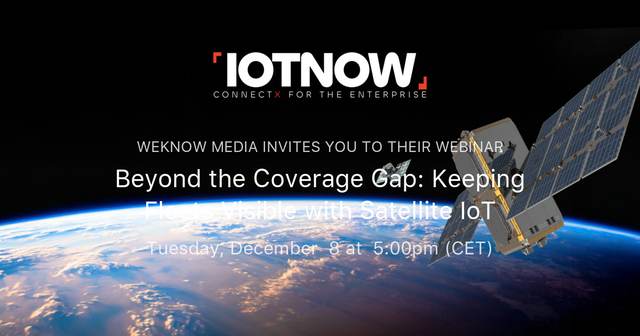 IOTNOW
CONNECTX FOR THE ENTERPRISE
WEKNOW MEDIA INVITES YOU TO THEIR WEBINAR
Beyond the Coverage Gap: Keeping
Fleets Visible with Satellite IoT
Tuesday, December 8 at 5:00pm (CET)